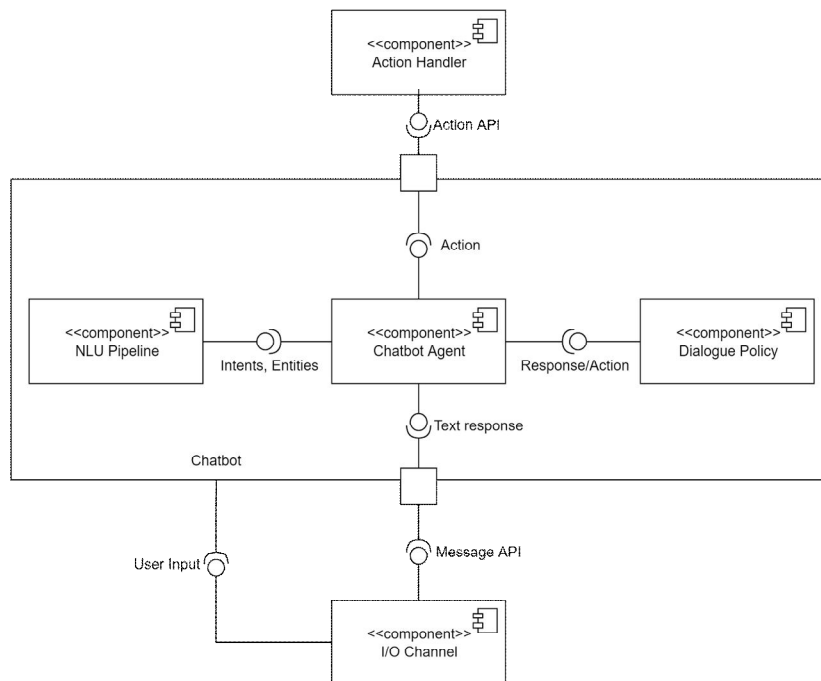 <<component>>
Action Handler
Action API
Action
<<component>>
NLU Pipeline
Intents, Entities
<<component>>
Chatbot Agent
Response/Action
<<component>>
Dialogue Policy
Text response
Chatbot
User Input
Message API
<<component>>
I/O Channel